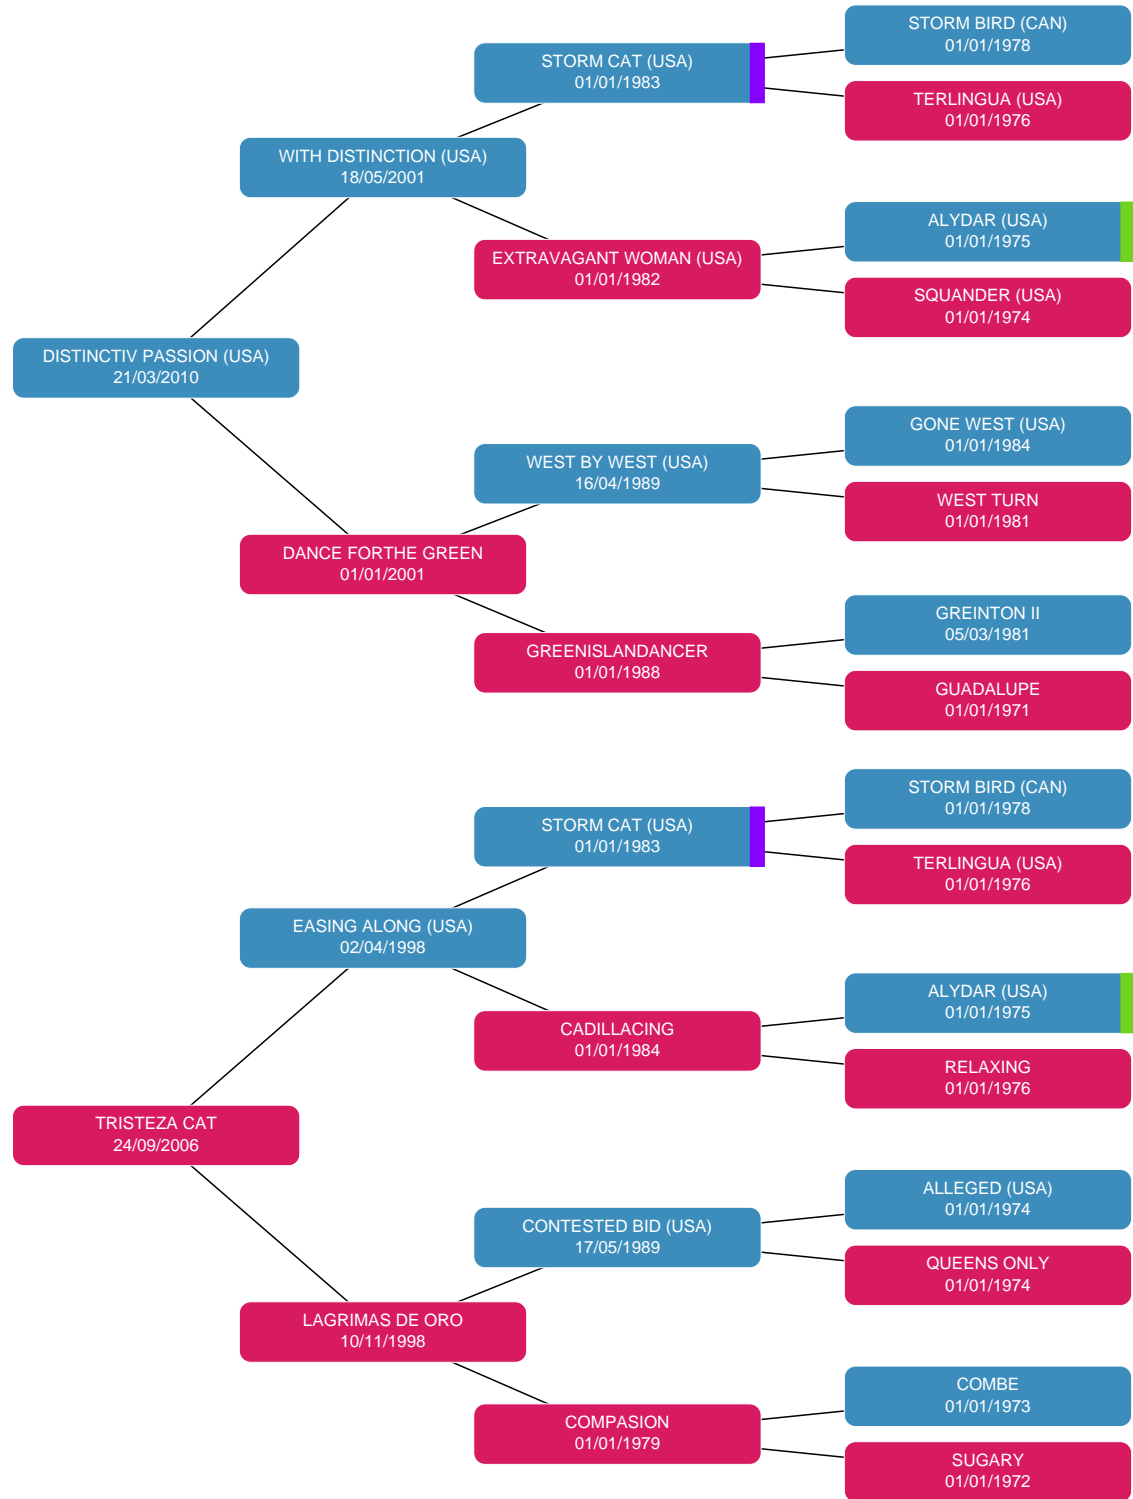 STORM BIRD (CAN)
01/01/1978
STORM CAT (USA)
01/01/1983
TERLINGUA (USA)
01/01/1976
WITH DISTINCTION (USA)
18/05/2001
ALYDAR (USA)
01/01/1975
EXTRAVAGANT WOMAN (USA)
01/01/1982
SQUANDER (USA)
01/01/1974
DISTINCTIV PASSION (USA)
21/03/2010
GONE WEST (USA)
01/01/1984
WEST BY WEST (USA)
16/04/1989
WEST TURN
01/01/1981
DANCE FORTHE GREEN
01/01/2001
GREINTON II
05/03/1981
GREENISLANDANCER
01/01/1988
GUADALUPE
01/01/1971
STORM BIRD (CAN)
01/01/1978
STORM CAT (USA)
01/01/1983
TERLINGUA (USA)
01/01/1976
EASING ALONG (USA)
02/04/1998
ALYDAR (USA)
01/01/1975
CADILLACING
01/01/1984
RELAXING
01/01/1976
TRISTEZA CAT
24/09/2006
ALLEGED (USA)
01/01/1974
CONTESTED BID (USA)
17/05/1989
QUEENS ONLY
01/01/1974
LAGRIMAS DE ORO
10/11/1998
COMBE
01/01/1973
COMPASION
01/01/1979
SUGARY
01/01/1972